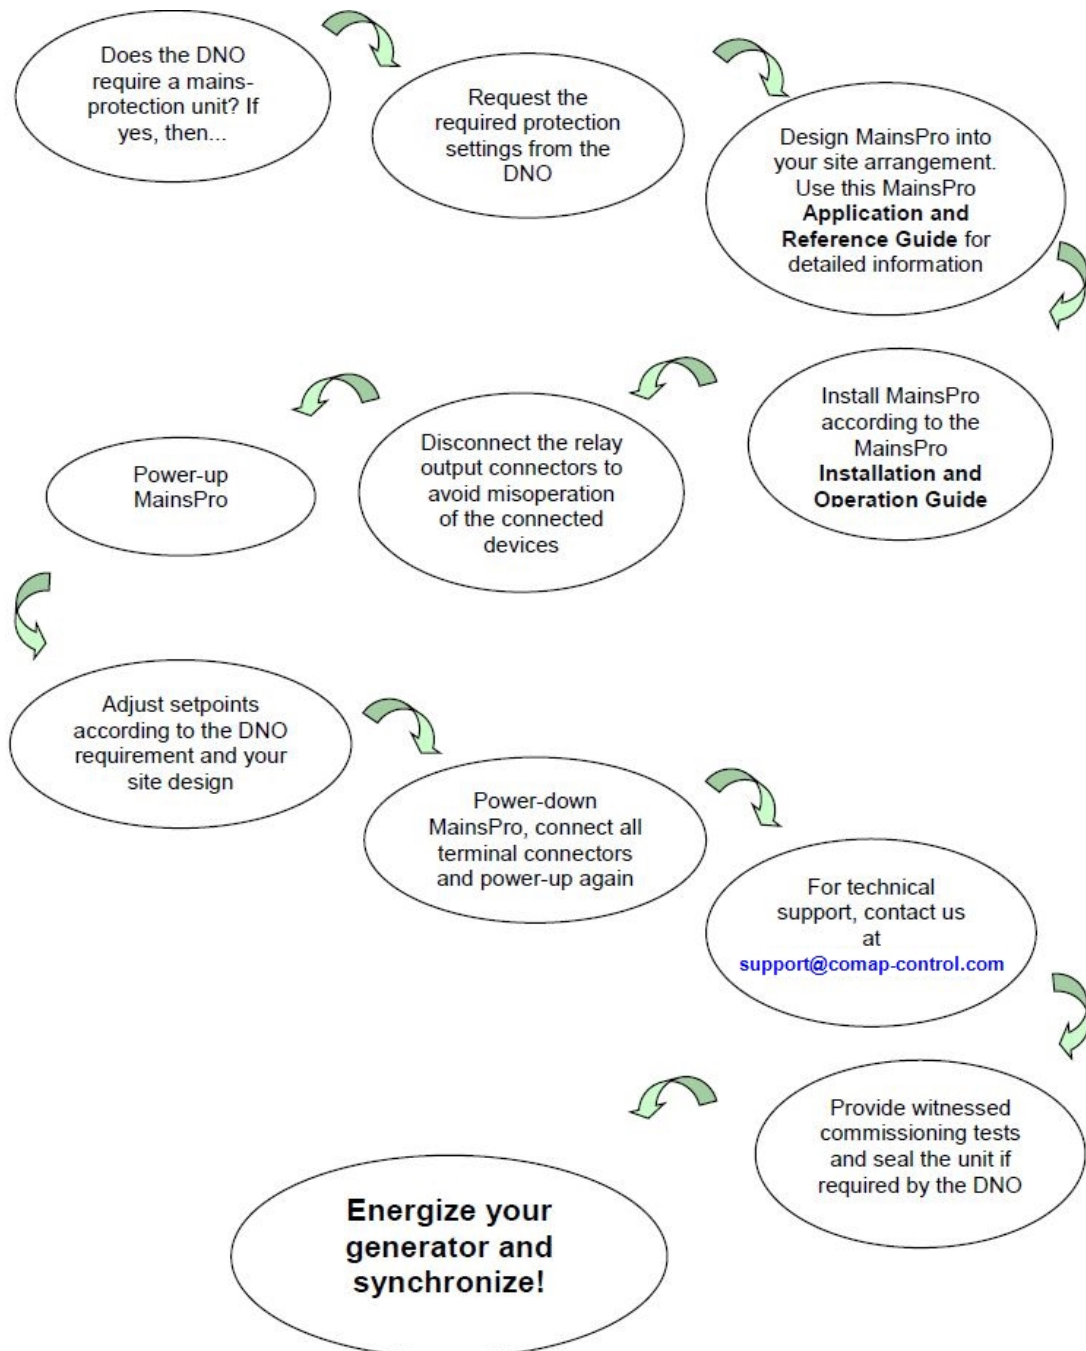 Does the DNO
require a mains-
protection unit? If
yes, then...
Request the
required protection
settings from the
DNO
Design MainsPro into
your site arrangement.
Use this MainsPro
Application and
Reference Guide for
detailed information
Install MainsPro
according to the
MainsPro
Installation and
Operation Guide
Disconnect the relay
output connectors to
avoid misoperation
of the connected
devices
Power-up
MainsPro
Adjust setpoints
according to the DNO
requirement and your
site design
Power-down
MainsPro, connect all
terminal connectors
and power-up again
For technical
support, contact us
at
support@comap-control.com
Provide witnessed
commissioning tests
and seal the unit if
required by the DNO
Energize your
generator and
synchronize!